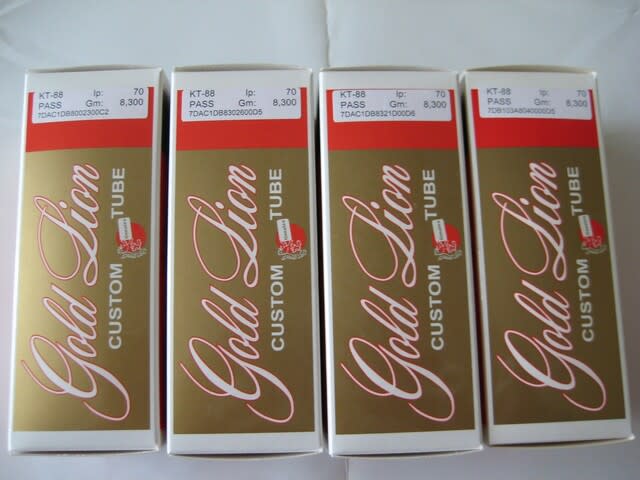 KT-88 Ip: 70
PASS Gm: 8,300
7DAC1DB8002300C2
Gold Lion
CUSTOM TUBE
KT-88 Ip: 70
PASS Gm: 8,300
7DAC1DB8302600D5
Gold Lion
CUSTOM TUBE
KT-88 Ip: 70
PASS Gm: 8,300
7DAC1DB8321D00D6
Gold Lion
CUSTOM TUBE
KT-88 Ip: 70
PASS Gm: 8,300
7DB103A8040000D5
Gold Lion
CUSTOM TUBE